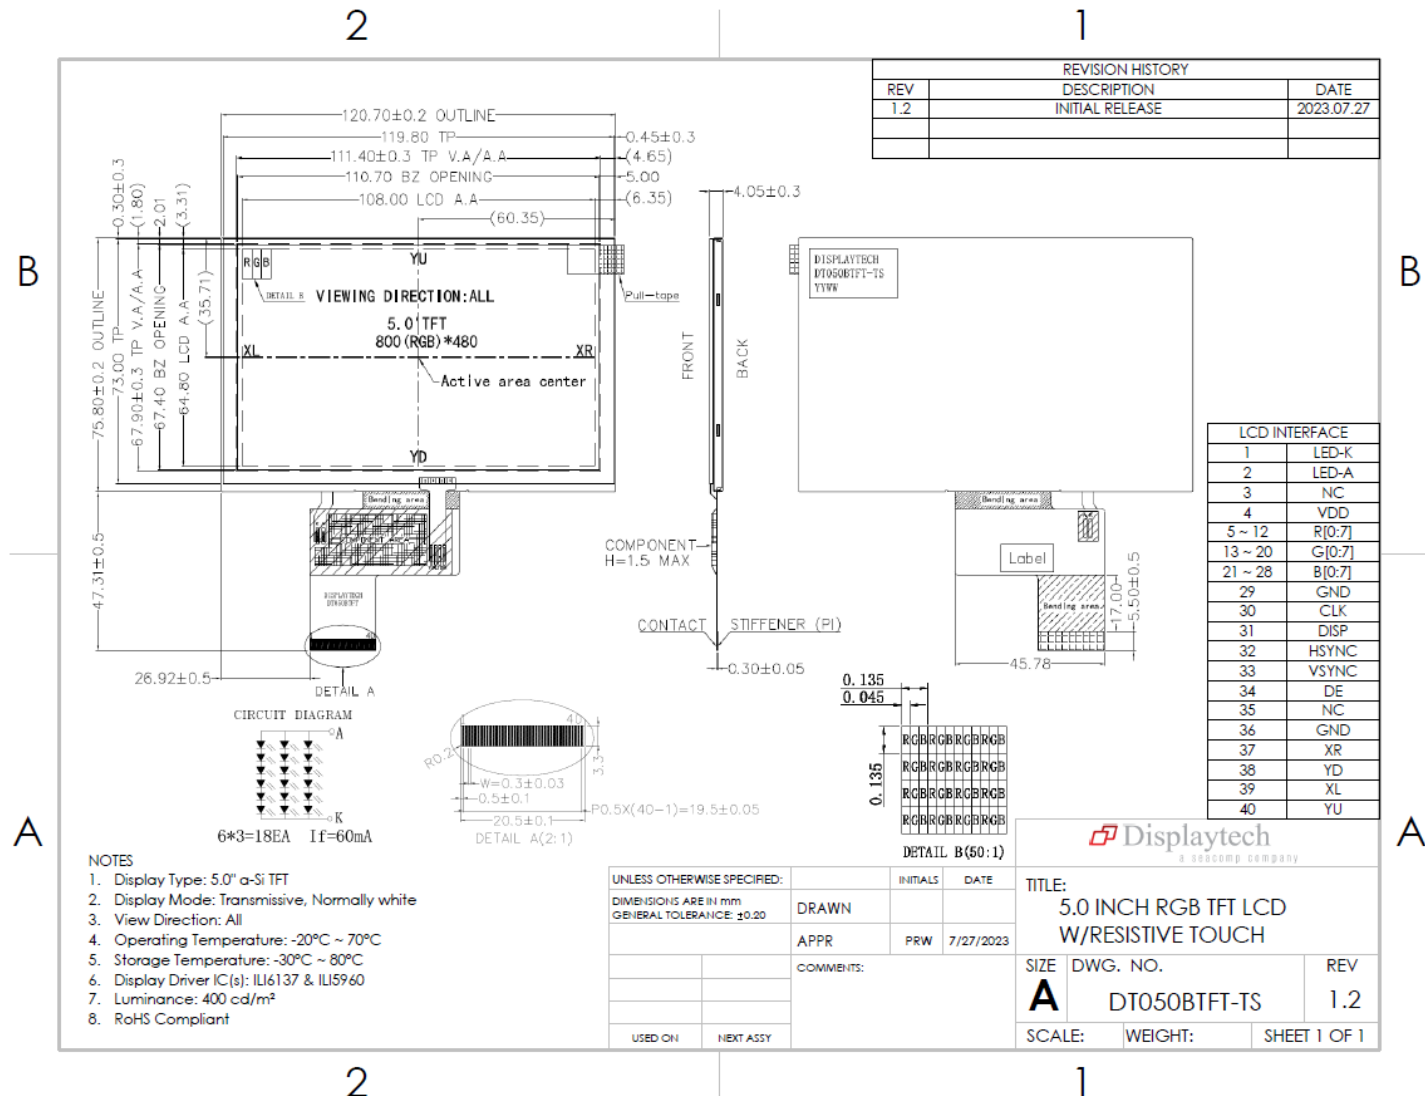 2
1
REVISION HISTORY
REV DESCRIPTION DATE
1.2 INITIAL RELEASE 2023.07.27
120.70±0.2 OUTLINE
119.80 TP
0.45±0.3
111.40±0.3 TP V.A/A.A
(4.65)
110.70 BZ OPENING
5.00
108.00 LCD A.A
(6.35)
(60.35)
0.30±0.3
(1.80)
2.01
(3.31)
4.05±0.3
B
B
75.80±0.2 OUTLINE
73.00 TP
67.90±0.3 TP V.A/A.A
67.40 BZ OPENING
64.80 LCD A.A
(35.71)
R G B
YU
DETAIL B
VIEWING DIRECTION:ALL
5.0'TFT
800(RGB)*480
XL
XR
Active area center
YD
Pull-tape
FRONT
BACK
DISPLAYTECH
DT050BTFT-TS
YYWW
47.31±0.5
Bending area
COMPONENT AREA
DISPLAYTECH
DT050BTFT
40
26.92±0.5
DETAIL A
COMPONENT
H=1.5 MAX
CONTACT
STIFFENER (PI)
0.30±0.05
Bending area
Label
Bending area
17.00
5.50±0.5
45.78
LCD INTERFACE
1 LED-K
2 LED-A
3 NC
4 VDD
5 ~ 12 R[0:7]
13 ~ 20 G[0:7]
21 ~ 28 B[0:7]
29 GND
30 CLK
31 DISP
32 HSYNC
33 VSYNC
34 DE
35 NC
36 GND
37 XR
38 YD
39 XL
40 YU
CIRCUIT DIAGRAM
A
K
6*3=18EA If=60mA
40
R0.2
W=0.3±0.03
0.5±0.1
P0.5X(40-1)=19.5±0.05
20.5±0.1
DETAIL A(2:1)
0.135
0.045
0.135
RGBRGBRGBRGB
RGBRGBRGBRGB
RGBRGBRGBRGB
RGBRGBRGBRGB
DETAIL B(50:1)
A
A
NOTES
1. Display Type: 5.0" a-Si TFT
2. Display Mode: Transmissive, Normally white
3. View Direction: All
4. Operating Temperature: -20°C ~ 70°C
5. Storage Temperature: -30°C ~ 80°C
6. Display Driver IC(s): ILI6137 & ILI5960
7. Luminance: 400 cd/m²
8. RoHS Compliant
UNLESS OTHERWISE SPECIFIED:
DIMENSIONS ARE IN mm
GENERAL TOLERANCE: ±0.20
INITIALS DATE
DRAWN
APPR PRW 7/27/2023
COMMENTS:
USED ON NEXT ASSY
Displaytech
a seacomp company
TITLE:
5.0 INCH RGB TFT LCD
W/RESISTIVE TOUCH
SIZE DWG. NO. REV
A DT050BTFT-TS 1.2
SCALE: WEIGHT: SHEET 1 OF 1
2
1